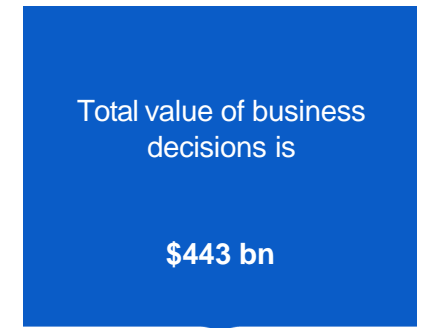 Total value of business
decisions is
$443 bn